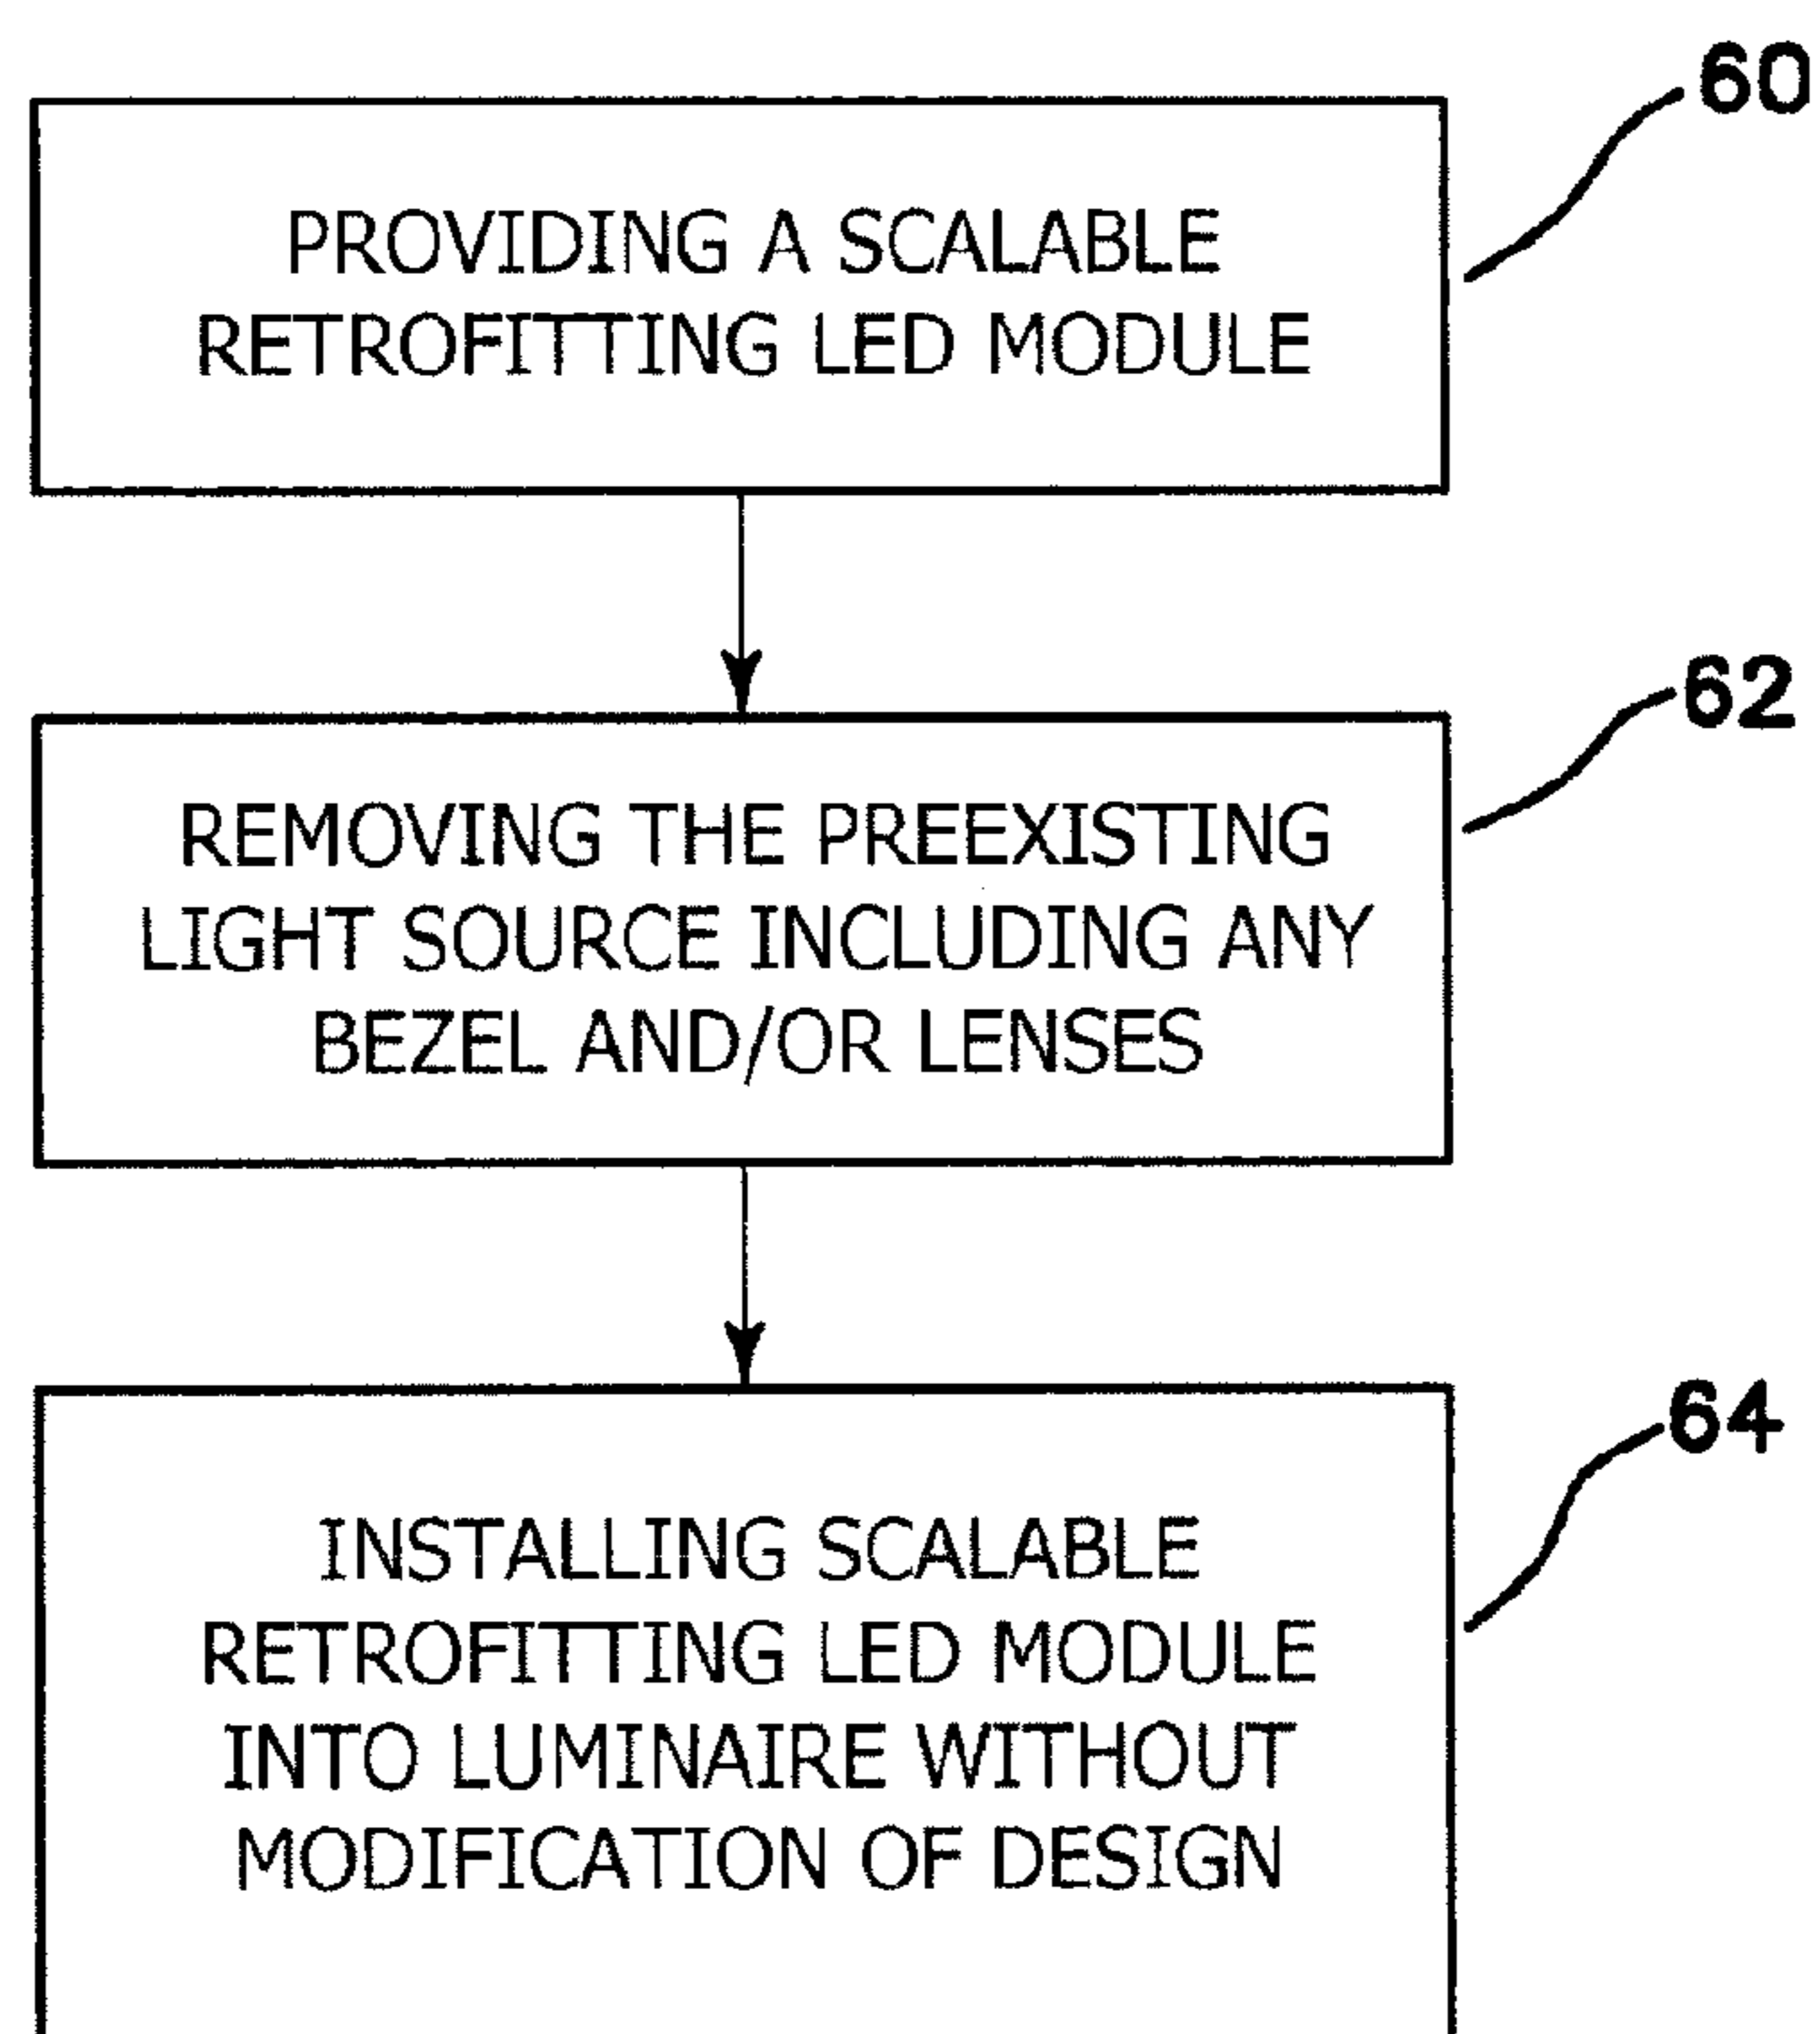 60
PROVIDING A SCALABLE
RETROFITTING LED MODULE
62
REMOVING THE PREEXISTING
LIGHT SOURCE INCLUDING ANY
BEZEL AND/OR LENSES
64
INSTALLING SCALABLE
RETROFITTING LED MODULE
INTO LUMINAIRE WITHOUT
MODIFICATION OF DESIGN